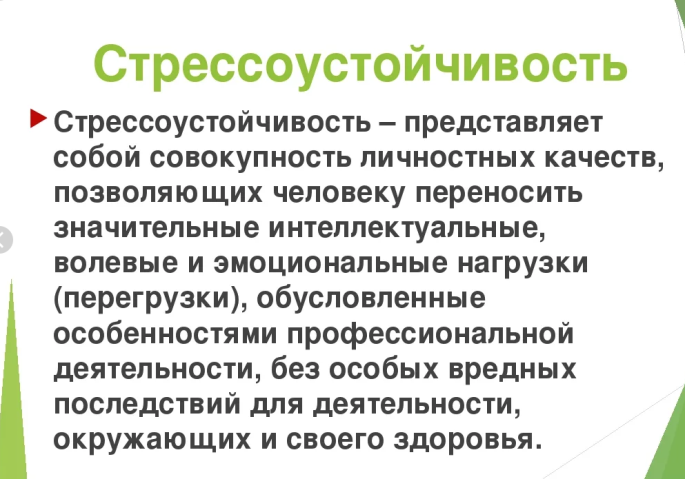 Стрессоустойчивость
Стрессоустойчивость – представляет
собой совокупность личностных качеств,
позволяющих человеку переносить
значительные интеллектуальные,
волевые и эмоциональные нагрузки
(перегрузки), обусловленные
особенностями профессиональной
деятельности, без особых вредных
последствий для деятельности,
окружающих и своего здоровья.